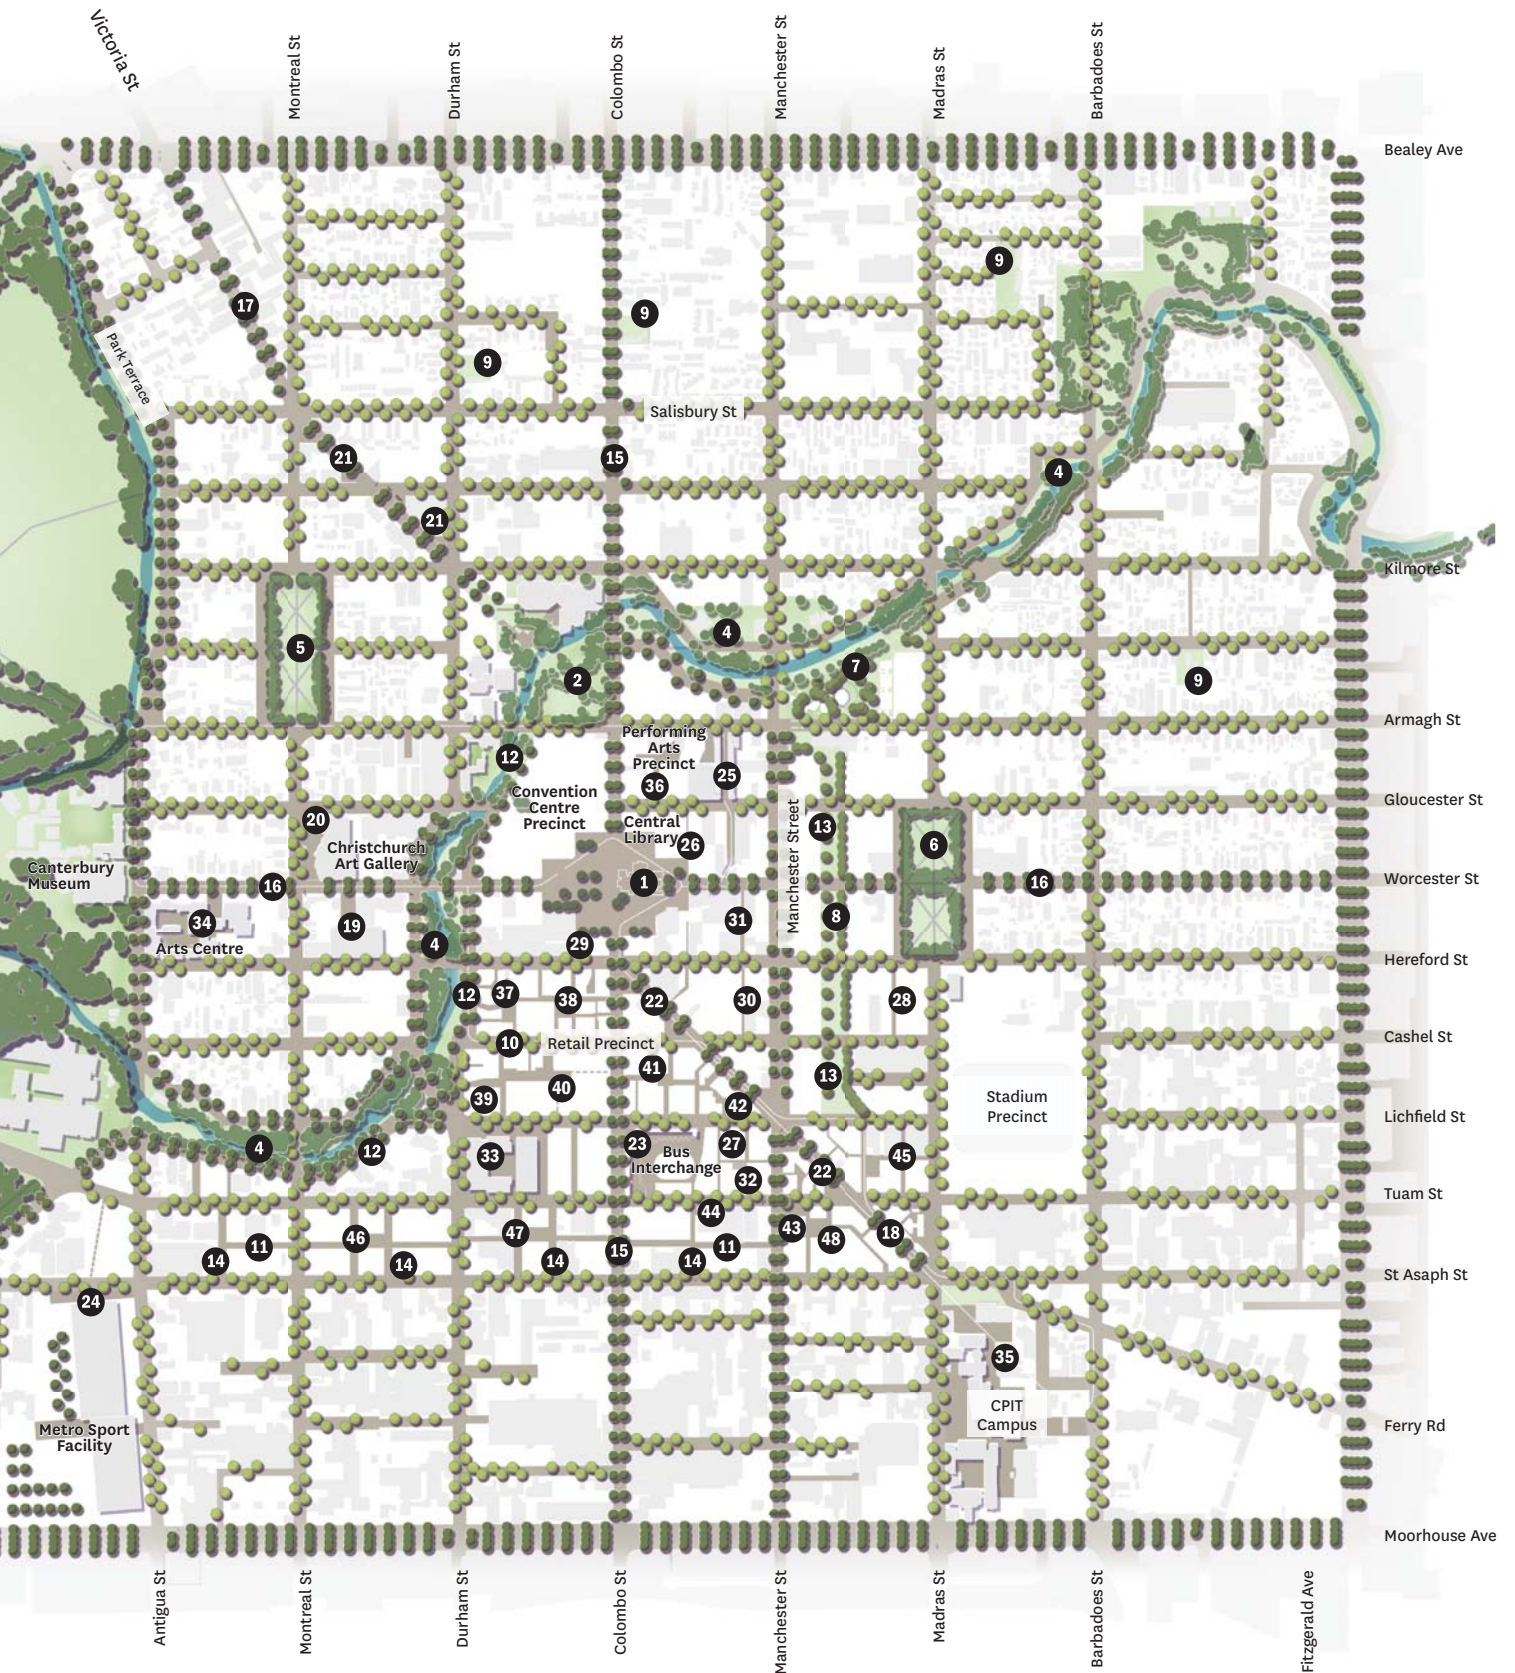 Victoria St
Montreal St
Durham St
Colombo St
Manchester St
Madras St
Barbadoes St
Bealey Ave
9
17
9
Park Terrace
9
Salisbury St
21
15
4
21
Kilmore St
4
5
7
2
9
Armagh St
Performing
Arts
Precinct
12
25
36
Convention
Centre
Precinct
Gloucester St
20
Central
Library
13
Manchester Street
Christchurch
Art Gallery
26
6
Canterbury
Museum
16
1
16
Worcester St
34
19
31
8
Arts Centre
4
29
Hereford St
12
37
38
22
30
28
10
Retail Precinct
Cashel St
41
13
40
39
42
Stadium
Precinct
Lichfield St
4
12
33
23
Bus
Interchange
27
45
32
22
Tuam St
44
46
47
43
48
18
14
11
14
14
15
14
11
St Asaph St
24
35
CPIT
Campus
Metro Sport
Facility
Ferry Rd
Moorhouse Ave
Antigua St
Montreal St
Durham St
Colombo St
Manchester St
Madras St
Barbadoes St
Fitzgerald Ave